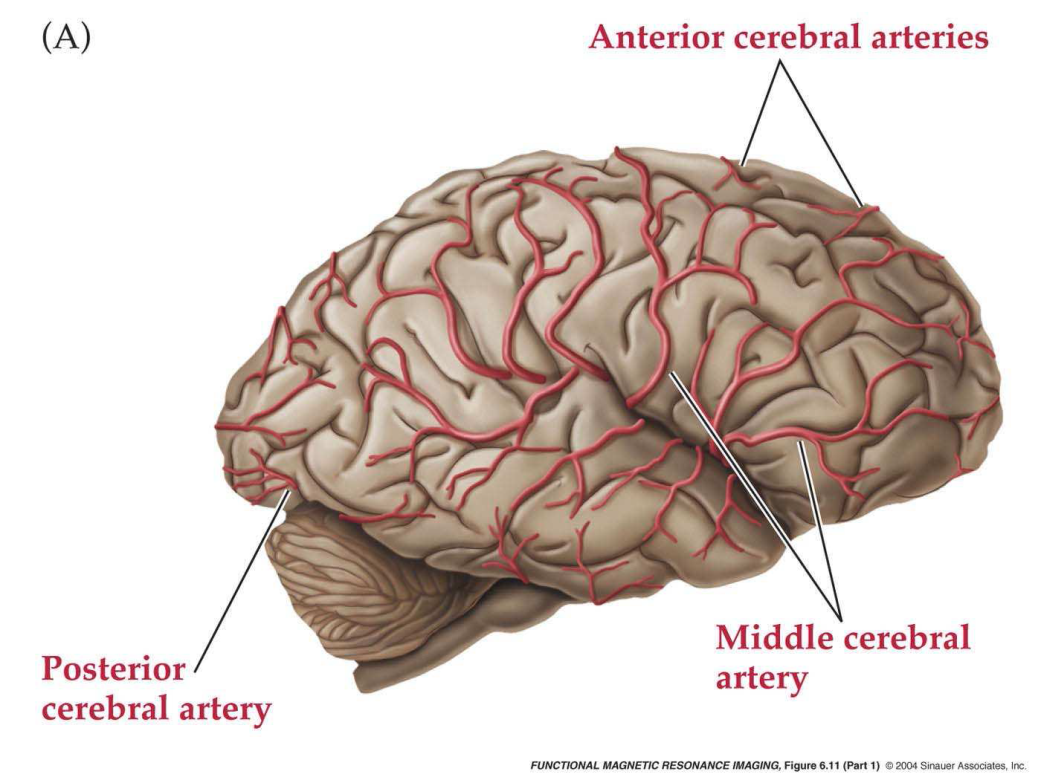 (A)
Anterior cerebral arteries
Middle cerebral
artery
Posterior
cerebral artery
FUNCTIONAL MAGNETIC RESONANCE IMAGING, Figure 6.11 (Part 1) © 2004 Sinauer Associates, Inc.